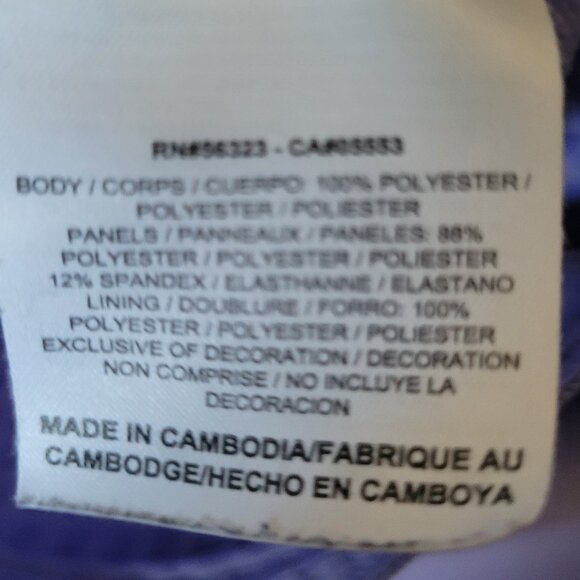 RN#56323 - CA#05553
BODY / CORPS / CUERPO: 100% POLYESTER /
POLYESTER / POLIESTER
PANELS / PANNEAUX / PANELES: 88%
POLYESTER / POLYESTER / POLIESTER
12% SPANDEX / ELASTHANNE / ELASTANO
LINING / DOUBLURE / FORRO: 100%
POLYESTER / POLYESTER / POLIESTER
EXCLUSIVE OF DECORATION / DECORATION
NON COMPRISE / NO INCLUYE LA
DECORACION
MADE IN CAMBODIA/FABRIQUE AU
CAMBODGE/HECHO EN CAMBOYA